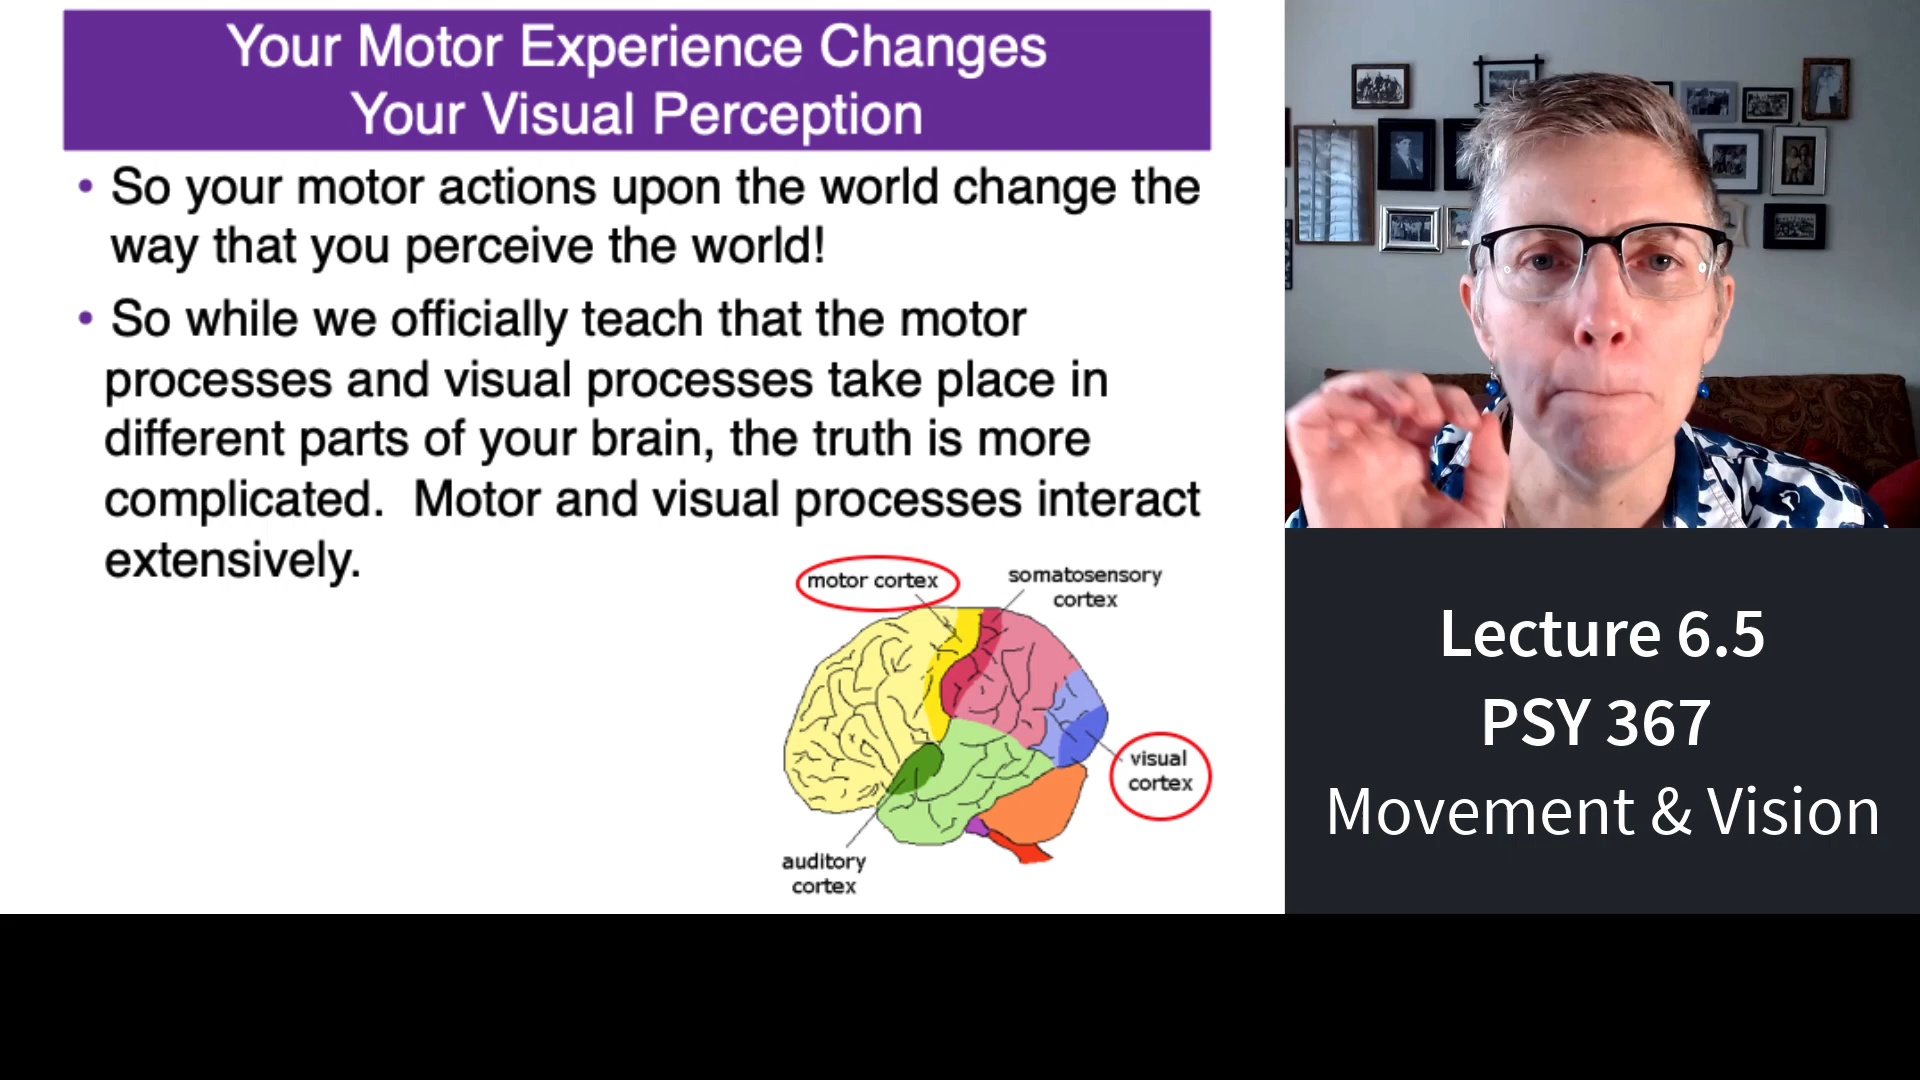 Your Motor Experience Changes
Your Visual Perception
• So your motor actions upon the world change the
way that you perceive the world!
• So while we officially teach that the motor
processes and visual processes take place in
different parts of your brain, the truth is more
complicated.  Motor and visual processes interact
extensively.
motor cortex
somatosensory
cortex
visual
cortex
auditory
cortex
Lecture 6.5
PSY 367
Movement & Vision